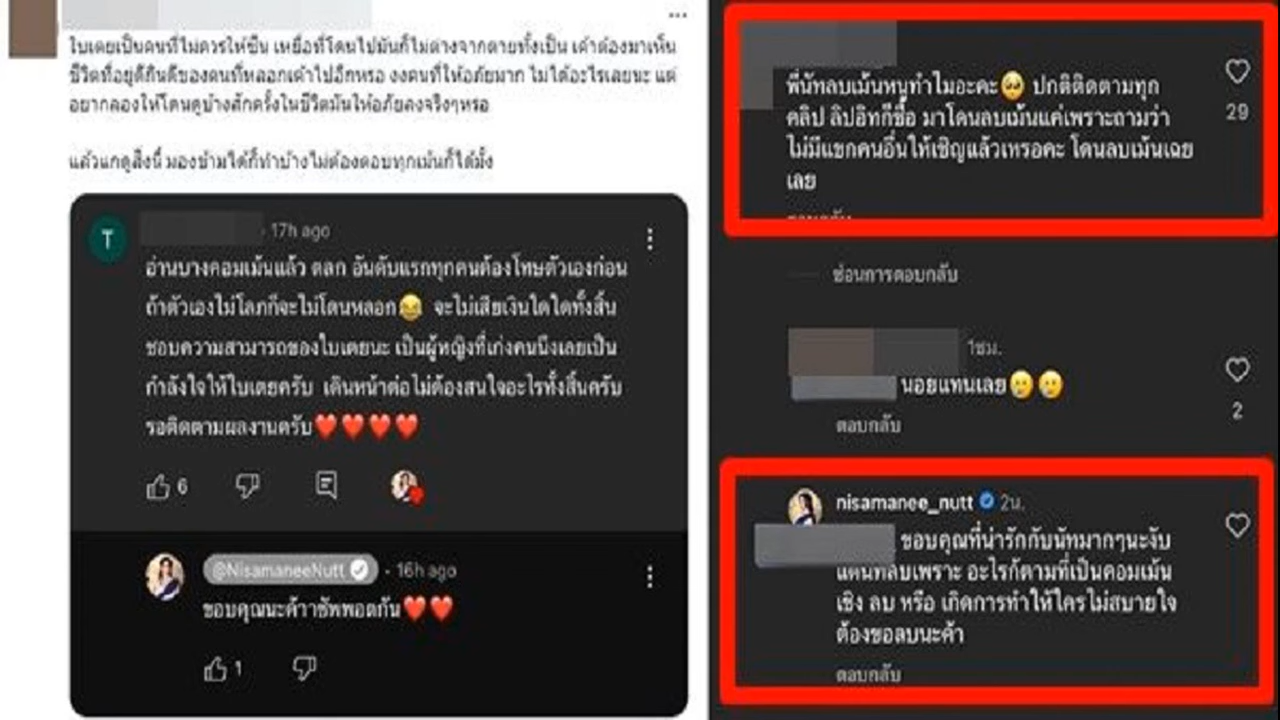 ใบเตยเป็นคนที่ไม่ควรให้ซีน เหยื่อที่โดนไปมันก็ไม่ต่างจากตายทั้งเป็น เค้าต้องมาเห็น
ชีวิตที่อยู่ดีกินดีของคนที่หลอกเค้าไปอีกหรอ งงคนที่ให้อภัยมาก ไม่ได้อะไรเลยนะ แต่
อยากลองให้โดนดูบ้างสักครั้งในชีวิตมันให้อภัยลงจริงๆหรอ
แล้วแกดูสิ่งนี้ มองข้ามได้ก็ทำบ้างไม่ต้องตอบทุกเม้นก็ได้มั้ง
T
17h ago
อ่านบางคอมเม้นแล้ว ตลก อันดับแรกทุกคนต้องโทษตัวเองก่อน
ถ้าตัวเองไม่โลภก็จะไม่โดนหลอก😂 จะไม่เสียเงินใดใดทั้งสิ้น
ชอบความสามารถของใบเตยนะ เป็นผู้หญิงที่เก่งคนนึงเลยเป็น
กำลังใจให้ใบเตยครับ เดินหน้าต่อไม่ต้องสนใจอะไรทั้งสิ้นครับ
รอติดตามผลงานครับ❤️❤️❤️❤️
6
@NisamaneeNutt • 16h ago
ขอบคุณนะค้าาซัพพอตกัน❤️❤️
1
พี่นัทลบเม้นหนูทำไมอะคะ🥺 ปกติติดตามทุก
คลิป ลิปอิทก็ซื้อ มาโดนลบเม้นแค่เพราะถามว่า
ไม่มีแขกคนอื่นให้เชิญแล้วเหรอคะ โดนลบเม้นเฉย
เลย
29
ซ่อนการตอบกลับ
1ชม.
นอยแทนเลย🥲🥲
2
ตอบกลับ
nisamanee_nutt 2น.
ขอบคุณที่น่ารักกับนัทมากๆนะงับ
แต่นัทลบเพราะ อะไรก็ตามที่เป็นคอมเม้น
เชิง ลบ หรือ เกิดการทำให้ใครไม่สบายใจ
ต้องขอลบนะค้า
ตอบกลับ